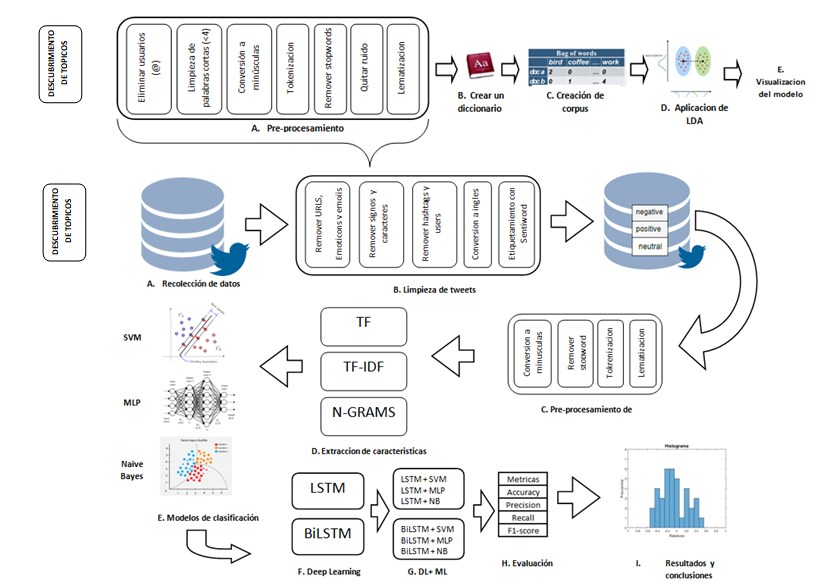 DESCUBRIMIENTO
DE TOPICOS
Eliminar usuarios
(@)
Limpieza de
palabras cortas (<4)
Conversión a
minúsculas
Tokenizacion
Remover stopwords
Quitar ruido
Lematizacion
A. Pre-procesamiento
Aa
B. Crear un
diccionario
Bag of words
bird coffee ... work
doc a 2 0 ... 0
doc b 0 1 ... 4
C. Creación de
corpus
D. Aplicacion de
LDA
E.
Visualizacion
del modelo
DESCUBRIMIENTO
DE TOPICOS
A. Recolección de datos
Remover URLS,
Emoticons y emojis
Remover signos y
caracteres
Remover hashtags y
users
Conversion a ingles
Etiquetamiento con
Sentiword
B. Limpieza de tweets
negative
positive
neutral
Conversion a
minusculas
Remover
stopword
Tokenizacion
Lematizacion
C. Pre-procesamiento de
TF
TF-IDF
N-GRAMS
D. Extraccion de caracteristicas
SVM
MLP
Naïve
Bayes
E. Modelos de clasificación
LSTM
BiLSTM
F. Deep Learning
LSTM + SVM
LSTM + MLP
LSTM + NB
BiLSTM + SVM
BiLSTM + MLP
BiLSTM + NB
G. DL+ ML
Metricas
Accuracy
Precision
Recall
F1-score
H. Evaluación
Histograma
I. Resultados y
conclusiones